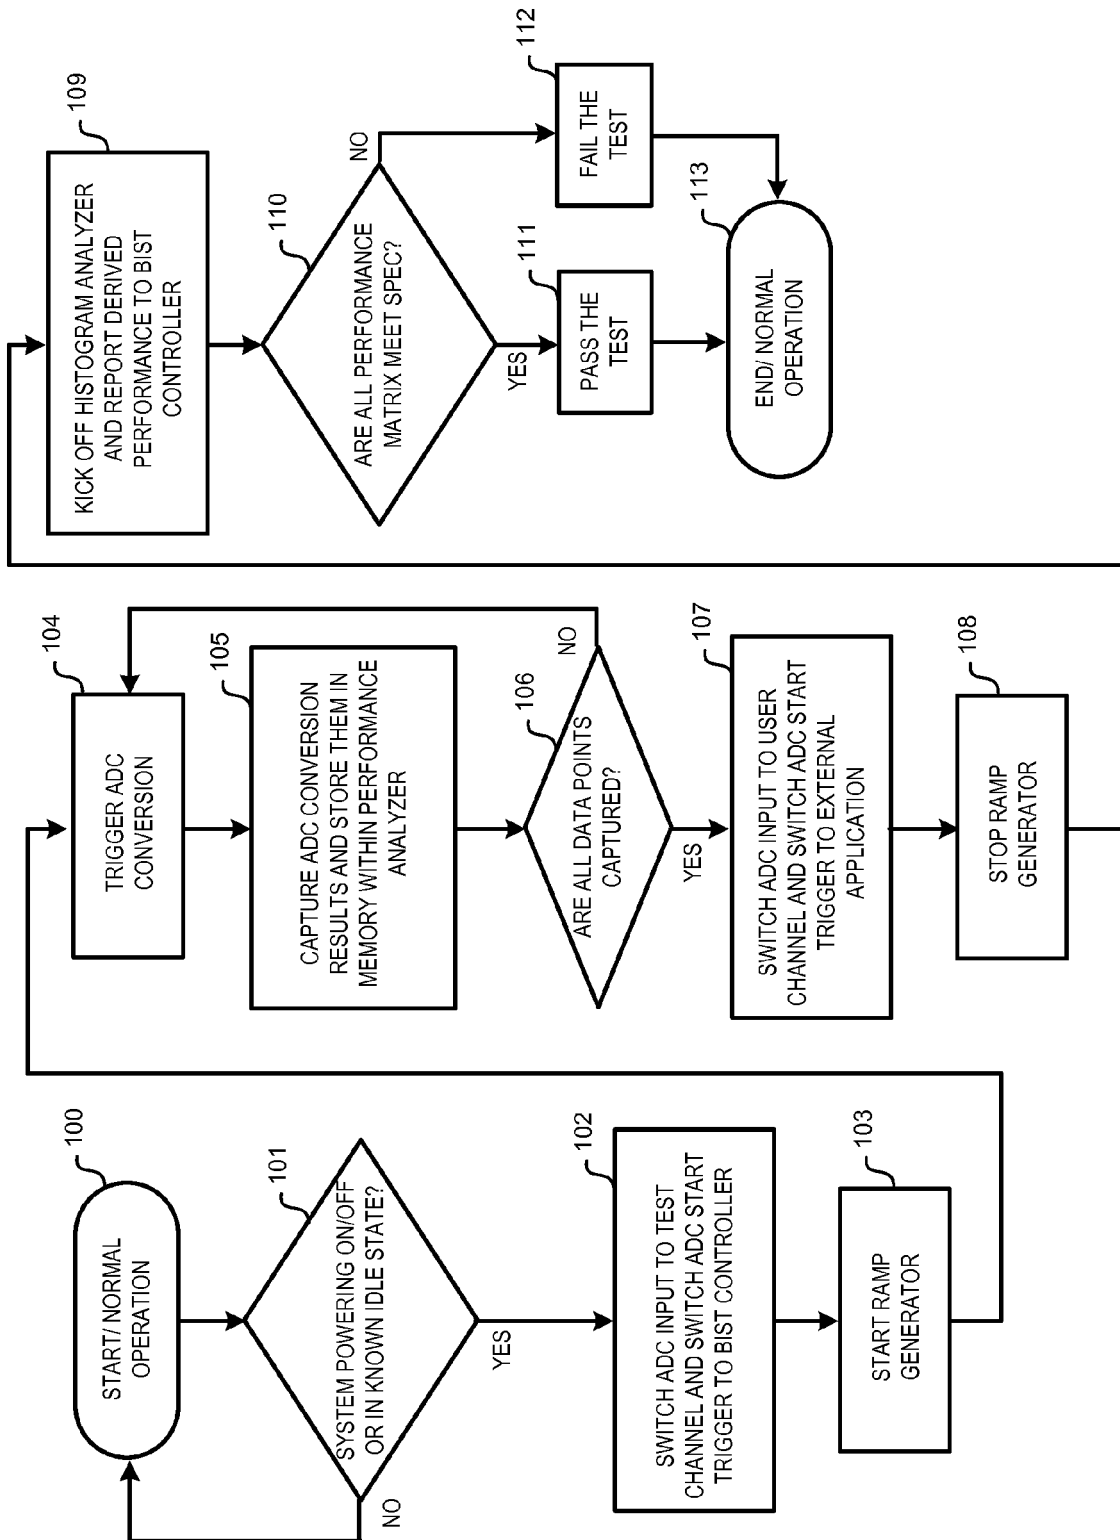 100
START/ NORMAL
OPERATION
101
SYSTEM POWERING ON/OFF
OR IN KNOWN IDLE STATE?
NO
YES
102
SWITCH ADC INPUT TO TEST
CHANNEL AND SWITCH ADC START
TRIGGER TO BIST CONTROLLER
103
START RAMP
GENERATOR
104
TRIGGER ADC
CONVERSION
105
CAPTURE ADC CONVERSION
RESULTS AND STORE THEM IN
MEMORY WITHIN PERFORMANCE
ANALYZER
106
ARE ALL DATA POINTS
CAPTURED?
NO
YES
107
SWITCH ADC INPUT TO USER
CHANNEL AND SWITCH ADC START
TRIGGER TO EXTERNAL
APPLICATION
108
STOP RAMP
GENERATOR
109
KICK OFF HISTOGRAM ANALYZER
AND REPORT DERIVED
PERFORMANCE TO BIST
CONTROLLER
110
ARE ALL PERFORMANCE
MATRIX MEET SPEC?
NO
YES
111
PASS THE
TEST
112
FAIL THE
TEST
113
END/ NORMAL
OPERATION